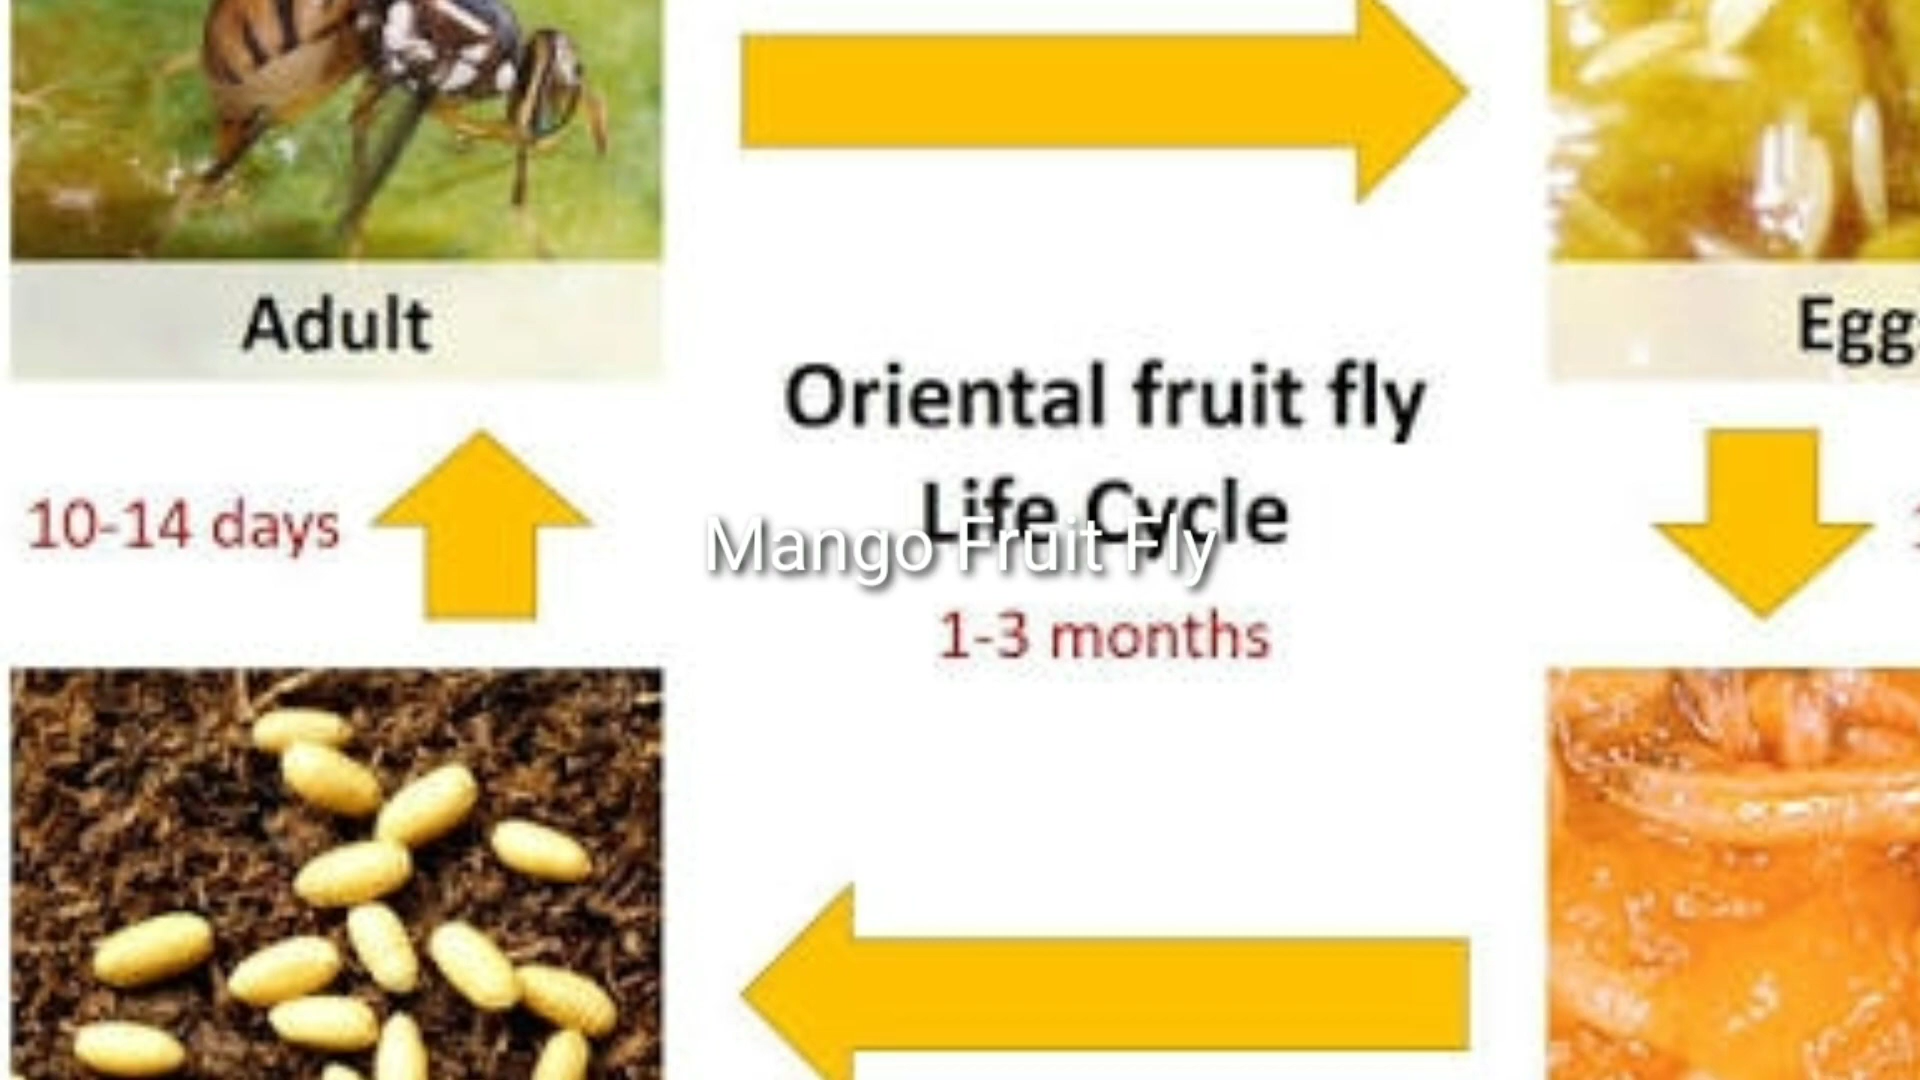 Adult
Egg
Oriental fruit fly
Life Cycle
10-14 days
Mango Fruit Fly
1-3 months